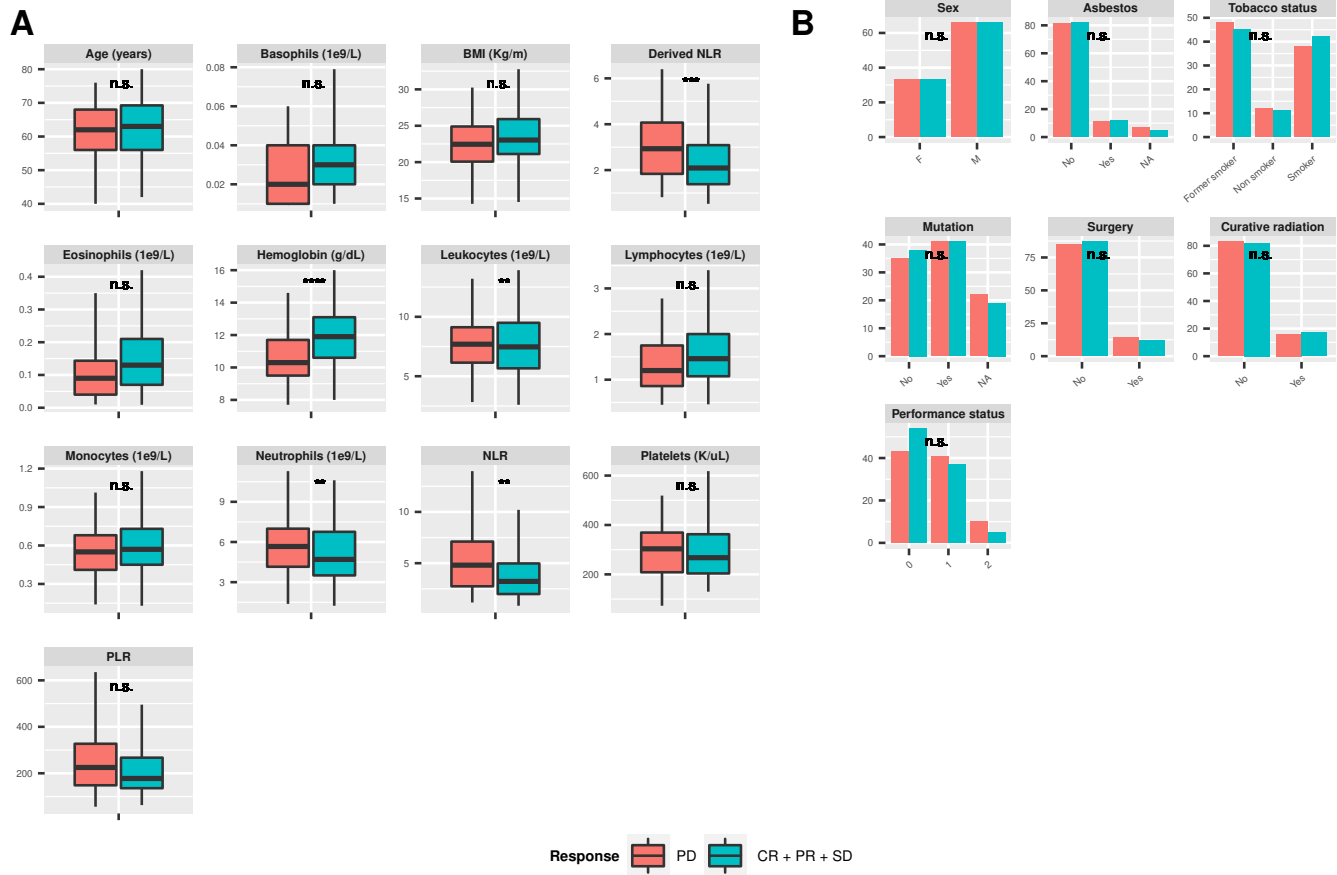 A
Age (years) Basophils (1e9/L) BMI (Kg/m) Derived NLR
80 70 60 50 40
n.s.
0.08 0.06 0.04 0.02
n.s.
30 25 20 15
n.s.
6 4 2
***
Eosinophils (1e9/L) Hemoglobin (g/dL) Leukocytes (1e9/L) Lymphocytes (1e9/L)
0.4 0.3 0.2 0.1 0.0
n.s.
16 14 12 10 8
****
10 5
**
3 2 1
n.s.
Monocytes (1e9/L) Neutrophils (1e9/L) NLR Platelets (K/uL)
1.2 0.9 0.6 0.3
n.s.
9 6 3
**
10 5
**
600 400 200
n.s.
PLR
600 400 200
n.s.
B
Sex Asbestos Tobacco status
60 40 20 0
n.s.
F M
80 60 40 20 0
n.s.
No Yes NA
50 40 30 20 10 0
n.s.
Former smoker Non smoker Smoker
Mutation Surgery Curative radiation
40 30 20 10 0
n.s.
No Yes NA
75 50 25 0
n.s.
No Yes
80 60 40 20 0
n.s.
No Yes
Performance status
40 20 0
n.s.
0 1 2
Response PD CR + PR + SD